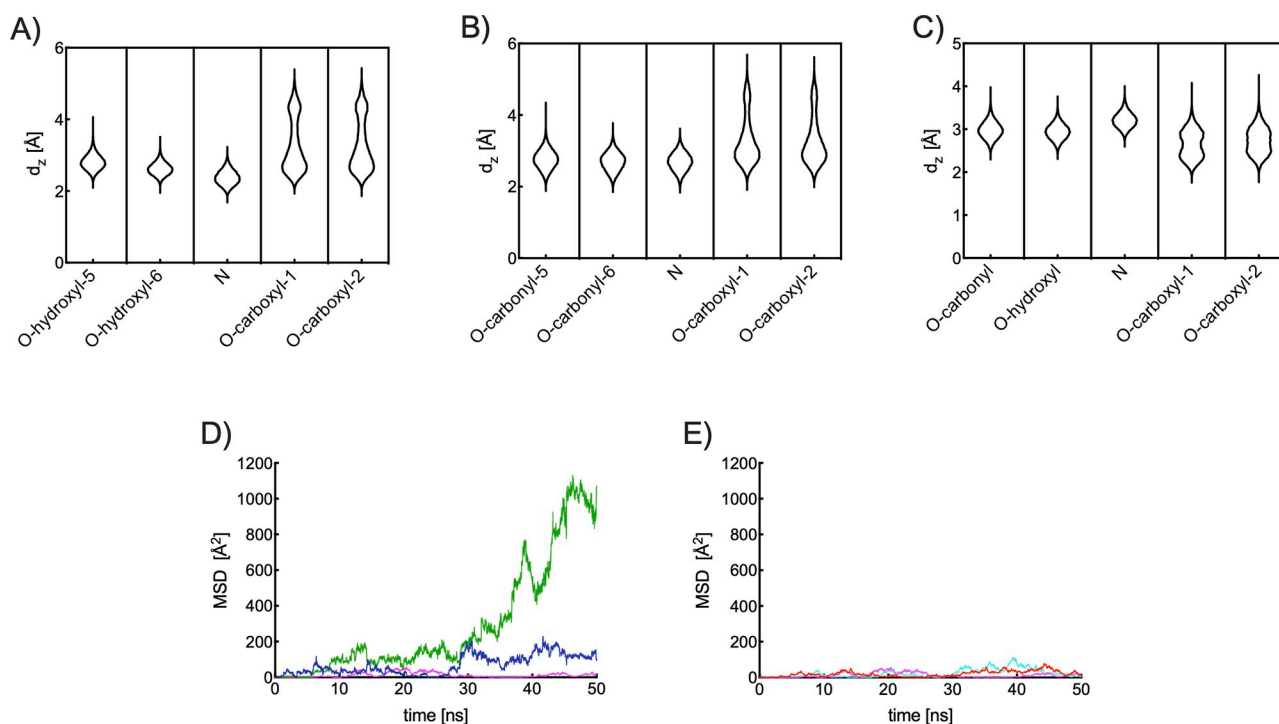 A)
6
4
2
0
d_z [Å]
O-hydroxyl-5
O-hydroxyl-6
N
O-carboxyl-1
O-carboxyl-2
B)
6
4
2
0
d_z [Å]
O-carbonyl-5
O-carbonyl-6
N
O-carboxyl-1
O-carboxyl-2
C)
5
4
3
2
1
0
d_z [Å]
O-carbonyl
O-hydroxyl
N
O-carboxyl-1
O-carboxyl-2
D)
1200
1000
800
600
400
200
0
MSD [Å²]
0 10 20 30 40 50
time [ns]
E)
1200
1000
800
600
400
200
0
MSD [Å²]
0 10 20 30 40 50
time [ns]